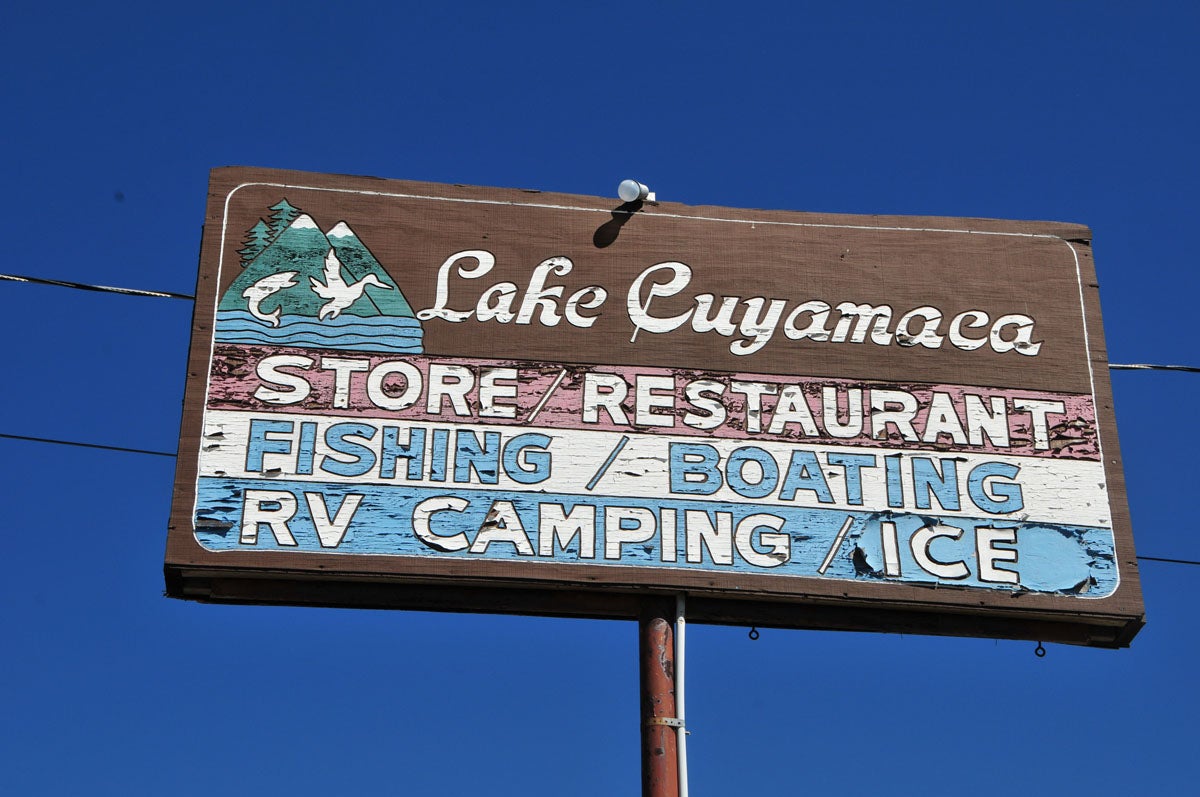 Lake Cuyamaca
STORE / RESTAURANT
FISHING / BOATING
RV CAMPING / ICE